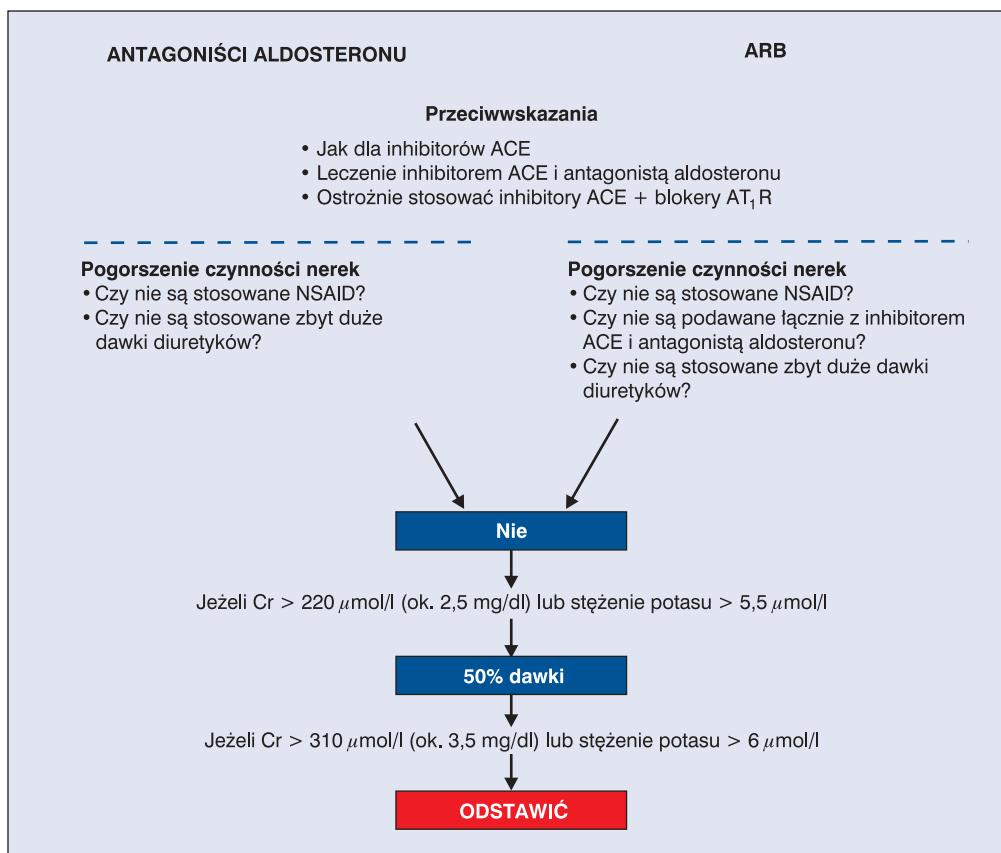 ANTAGONIŚCI ALDOSTERONU
ARB
Przeciwwskazania
• Jak dla inhibitorów ACE
• Leczenie inhibitorem ACE i antagonistą aldosteronu
• Ostrożnie stosować inhibitory ACE + blokery AT₁R
Pogorszenie czynności nerek
• Czy nie są stosowane NSAID?
• Czy nie są stosowane zbyt duże
dawki diuretyków?
Pogorszenie czynności nerek
• Czy nie są stosowane NSAID?
• Czy nie są podawane łącznie z inhibitorem
ACE i antagonistą aldosteronu?
• Czy nie są stosowane zbyt duże dawki
diuretyków?
Nie
Jeżeli Cr > 220 μmol/l (ok. 2,5 mg/dl) lub stężenie potasu > 5,5 μmol/l
50% dawki
Jeżeli Cr > 310 μmol/l (ok. 3,5 mg/dl) lub stężenie potasu > 6 μmol/l
ODSTAWIĆ